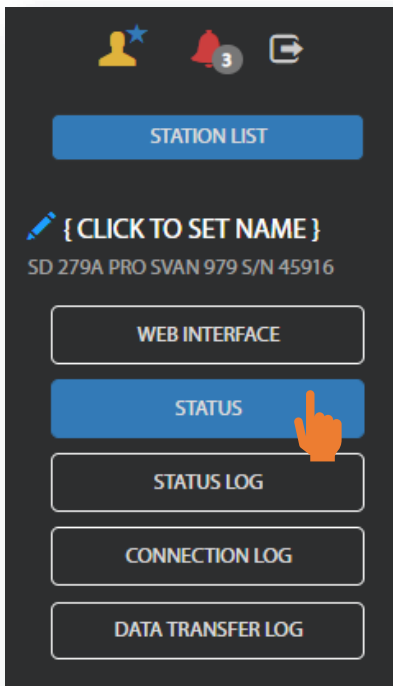 3
STATION LIST
{ CLICK TO SET NAME }
SD 279A PRO SVAN 979 S/N 45916
WEB INTERFACE
STATUS
STATUS LOG
CONNECTION LOG
DATA TRANSFER LOG